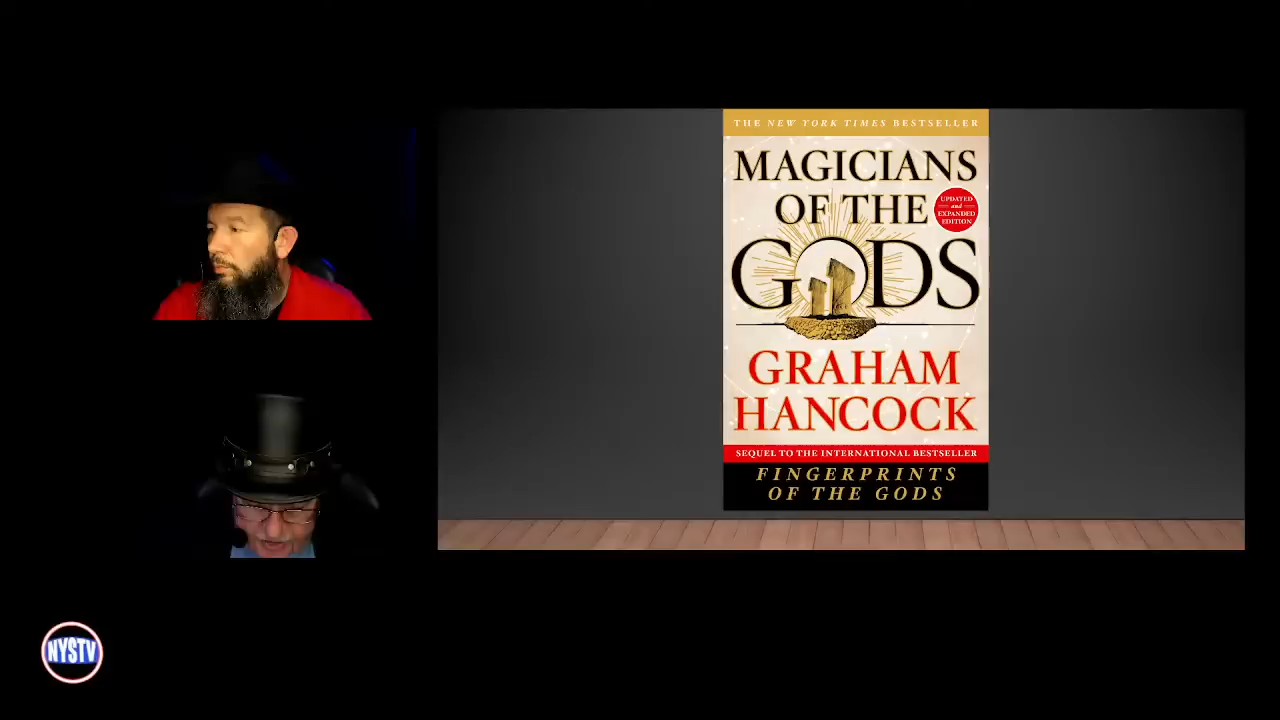 THE NEW YORK TIMES BESTSELLER
MAGICIANS
OF THE
UPDATED
and
EXPANDED
EDITION
GODS
GRAHAM
HANCOCK
SEQUEL TO THE INTERNATIONAL BESTSELLER
FINGERPRINTS
OF THE GODS
NYSTV